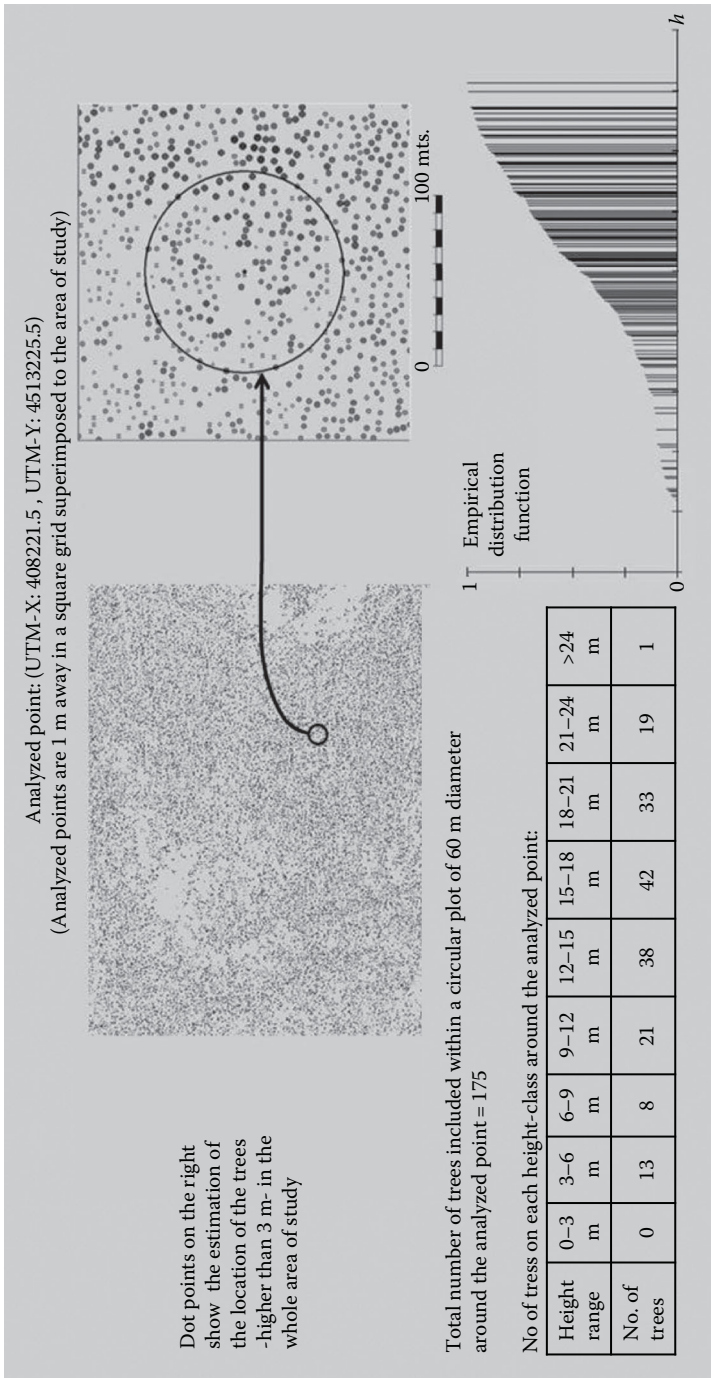 Analyzed point: (UTM-X: 408221.5 , UTM-Y: 4513225.5)
(Analyzed points are 1 m away in a square grid superimposed to the area of study)
Dot points on the right
show the estimation of
the location of the trees
-higher than 3 m- in the
whole area of study
0 100 mts.
Total number of trees included within a circular plot of 60 m diameter
around the analyzed point = 175
No of tress on each height-class around the analyzed point:
Height range 0–3 m 3–6 m 6–9 m 9–12 m 12–15 m 15–18 m 18–21 m 21–24 m >24 m
No. of trees 0 13 8 21 38 42 33 19 1
Empirical
distribution
function
1
0
h